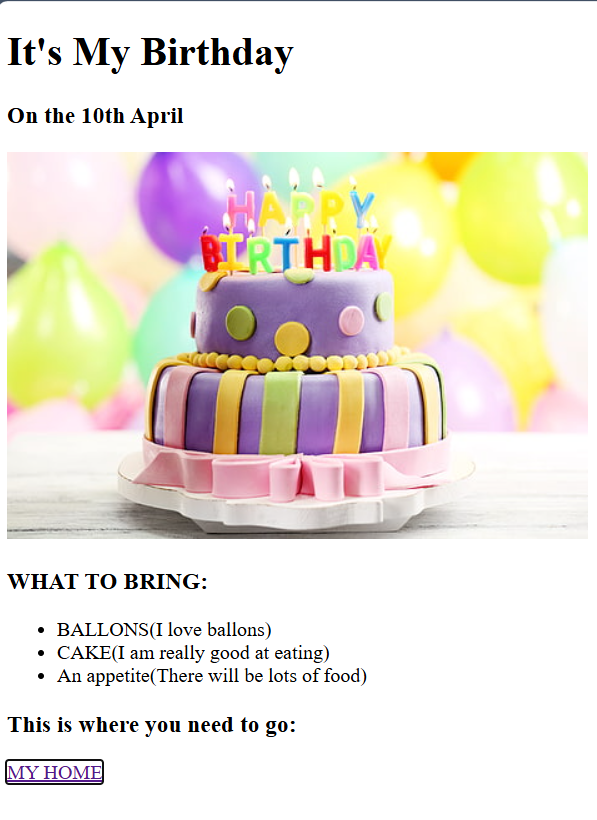 It's My Birthday
On the 10th April
HAPPY
BIRTHDAY
WHAT TO BRING:
BALLONS(I love ballons)
CAKE(I am really good at eating)
An appetite(There will be lots of food)
This is where you need to go:
MY HOME